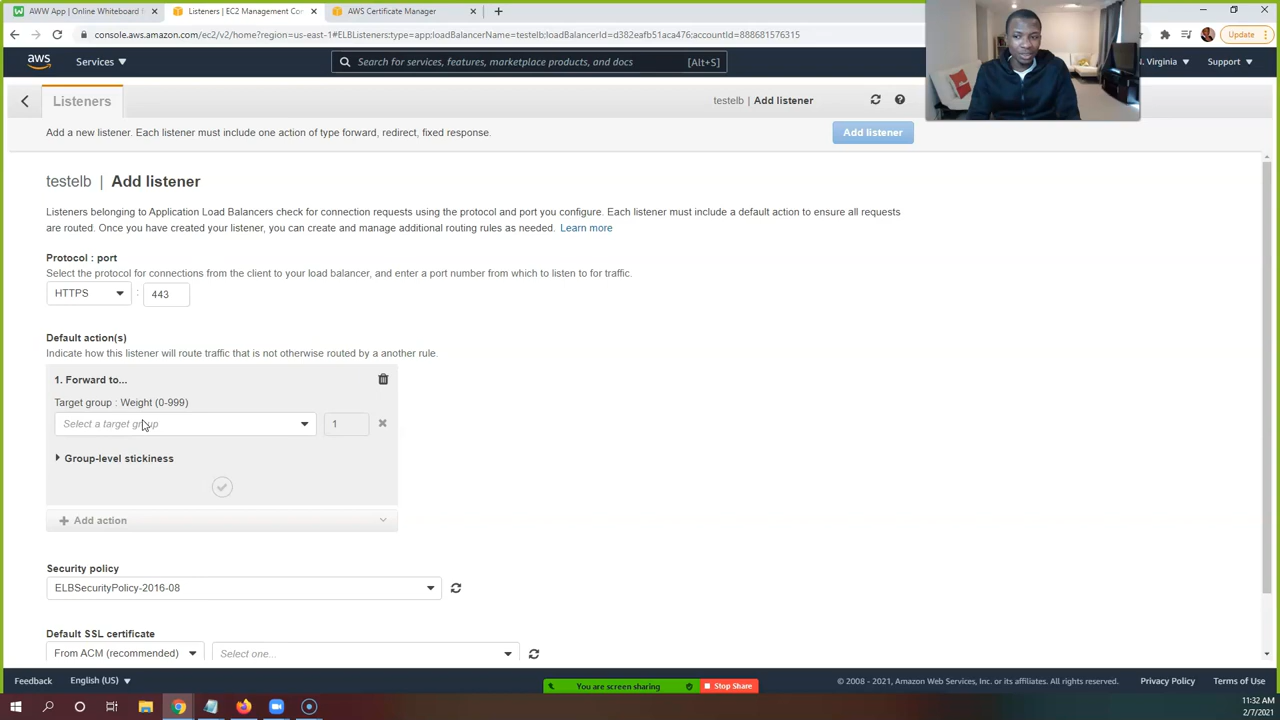 AWW App | Online Whiteboard
Listeners | EC2 Management Con
AWS Certificate Manager
console.aws.amazon.com/ec2/v2/home?region=us-east-1#ELBListeners:type=app;loadBalancerName=testelb;loadBalancerId=d382eafb51aca476;accountId=888681576315
Update
aws
Services
Search for services, features, marketplace products, and docs
[Alt+S]
N. Virginia
Support
Listeners
testelb | Add listener
Add a new listener. Each listener must include one action of type forward, redirect, fixed response.
Add listener
testelb | Add listener
Listeners belonging to Application Load Balancers check for connection requests using the protocol and port you configure. Each listener must include a default action to ensure all requests
are routed. Once you have created your listener, you can create and manage additional routing rules as needed. Learn more
Protocol : port
Select the protocol for connections from the client to your load balancer, and enter a port number from which to listen to for traffic.
HTTPS : 443
Default action(s)
Indicate how this listener will route traffic that is not otherwise routed by a another rule.
1. Forward to...
Target group : Weight (0-999)
Select a target group
1
Group-level stickiness
Add action
Security policy
ELBSecurityPolicy-2016-08
Default SSL certificate
From ACM (recommended)
Select one...
Feedback
English (US)
© 2008 - 2021, Amazon Web Services, Inc. or its affiliates. All rights reserved.
Privacy Policy
Terms of Use
You are screen sharing
Stop Share
11:32 AM
2/7/2021